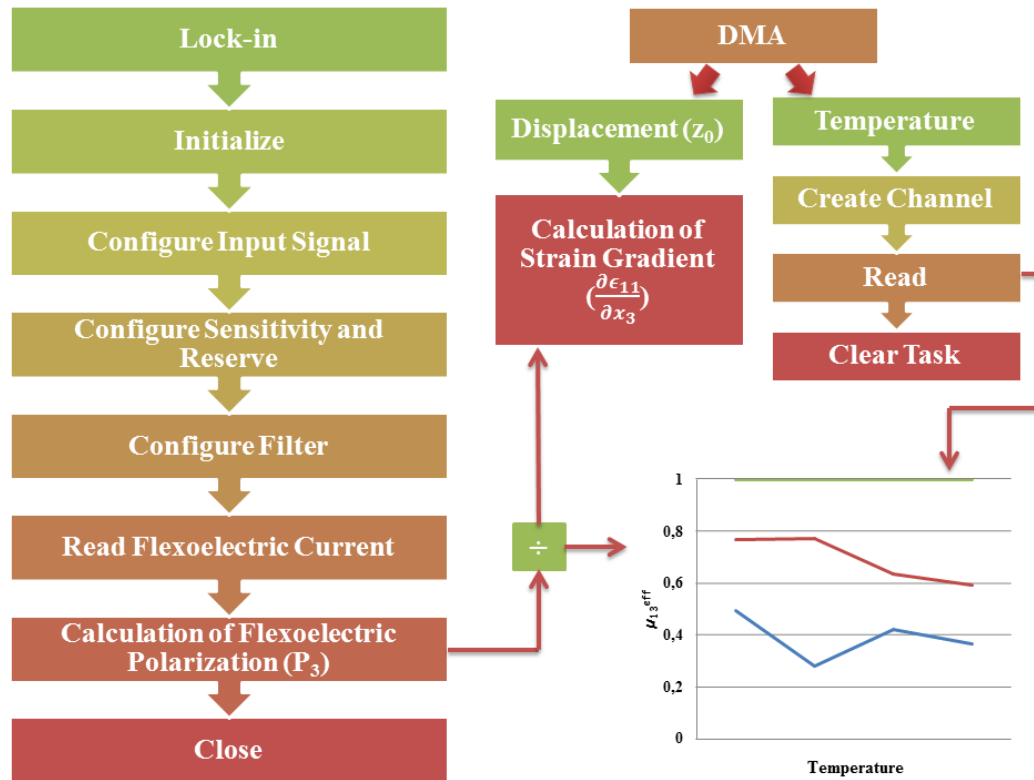 Lock-in
Initialize
Configure Input Signal
Configure Sensitivity and
Reserve
Configure Filter
Read Flexoelectric Current
Calculation of Flexoelectric
Polarization (P₃)
Close
DMA
Displacement (z₀)
Calculation of
Strain Gradient
(∂ϵ₁₁/∂x₃)
Temperature
Create Channel
Read
Clear Task
÷
1
0,8
0,6
0,4
0,2
0
μ₁₃ᵉᶠᶠ
Temperature